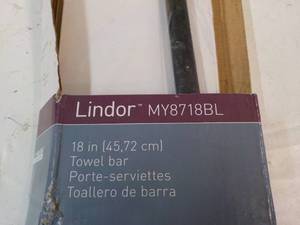 Lindor™ MY8718BL
18 in (45,72 cm)
Towel bar
Porte-serviettes
Toallero de barra